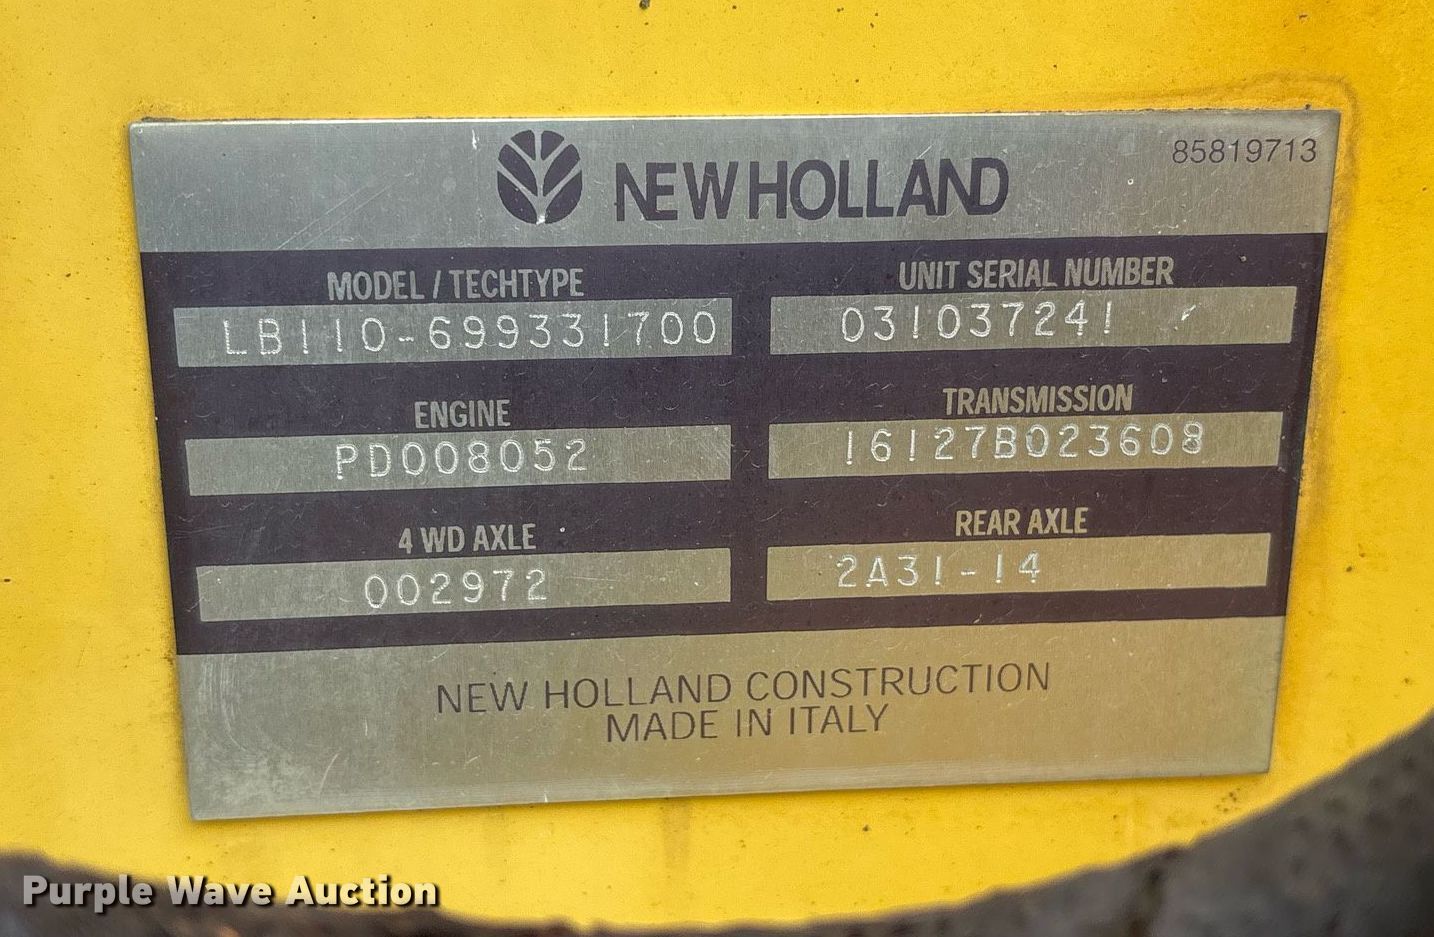 85819713
NEW HOLLAND
MODEL / TECHTYPE
LB110-699331700
UNIT SERIAL NUMBER
031037241
ENGINE
PD008052
TRANSMISSION
16127B023608
4 WD AXLE
002972
REAR AXLE
2A31-14
NEW HOLLAND CONSTRUCTION
MADE IN ITALY
Purple Wave Auction